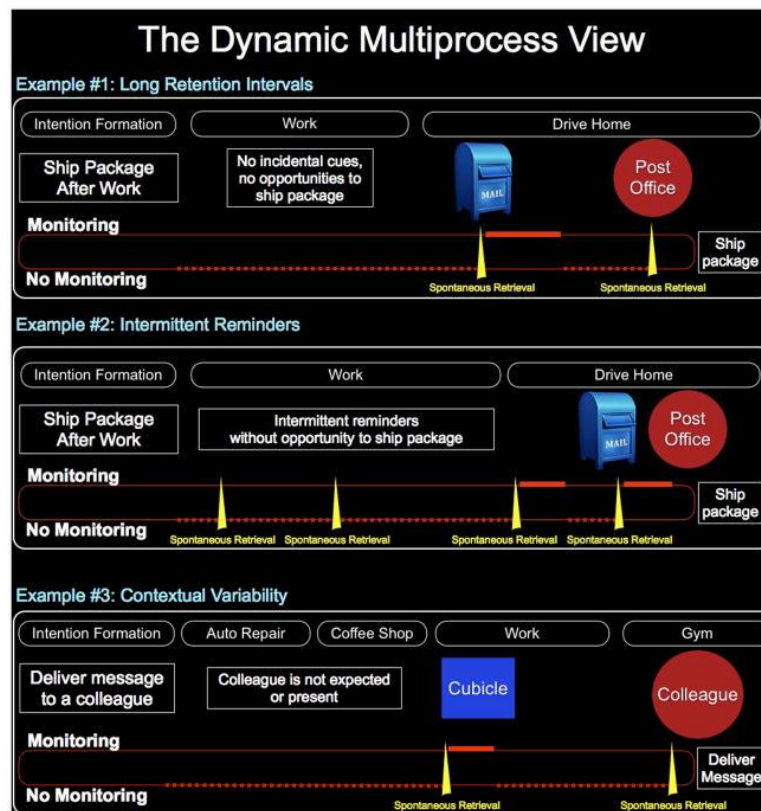 The Dynamic Multiprocess View
Example #1: Long Retention Intervals
Intention Formation
Work
Drive Home
Ship Package
After Work
No incidental cues,
no opportunities to
ship package
MAIL
Post
Office
Monitoring
No Monitoring
Spontaneous Retrieval
Spontaneous Retrieval
Ship
package
Example #2: Intermittent Reminders
Intention Formation
Work
Drive Home
Ship Package
After Work
Intermittent reminders
without opportunity to ship package
MAIL
Post
Office
Monitoring
No Monitoring
Spontaneous Retrieval
Spontaneous Retrieval
Spontaneous Retrieval
Spontaneous Retrieval
Ship
package
Example #3: Contextual Variability
Intention Formation
Auto Repair
Coffee Shop
Work
Gym
Deliver message
to a colleague
Colleague is not expected
or present
Cubicle
Colleague
Monitoring
No Monitoring
Spontaneous Retrieval
Spontaneous Retrieval
Deliver
Message